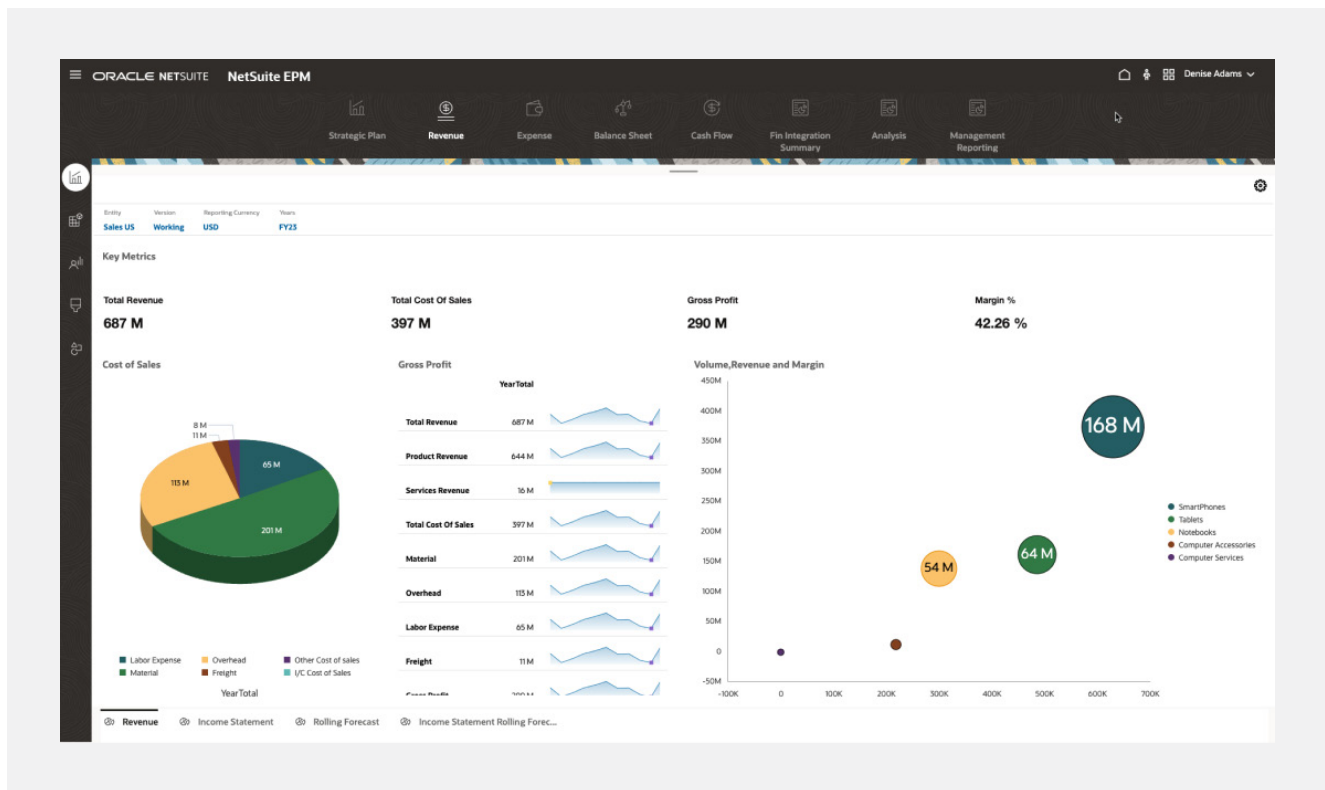 ORACLE NETSUITE NetSuite EPM
Denise Adams
Strategic Plan Revenue Expense Balance Sheet Cash Flow Fin Integration Summary Analysis Management Reporting
Entity Version Reporting Currency Years
Sales US Working USD FY23
Key Metrics
Total Revenue Total Cost Of Sales Gross Profit Margin %
687 M 397 M 290 M 42.26 %
Cost of Sales
8 M
11 M
65 M
113 M
201 M
Labor Expense Overhead Other Cost of sales
Material Freight I/C Cost of Sales
YearTotal
Gross Profit
YearTotal
Total Revenue 687 M
Product Revenue 644 M
Services Revenue 16 M
Total Cost Of Sales 397 M
Material 201 M
Overhead 113 M
Labor Expense 65 M
Freight 11 M
Gross Profit 290 M
Volume,Revenue and Margin
450M
400M
350M
300M
250M
200M
150M
100M
50M
0
-50M
-100K 0 100K 200K 300K 400K 500K 600K 700K
168 M
64 M
54 M
SmartPhones
Tablets
Notebooks
Computer Accessories
Computer Services
Revenue Income Statement Rolling Forecast Income Statement Rolling Forec...